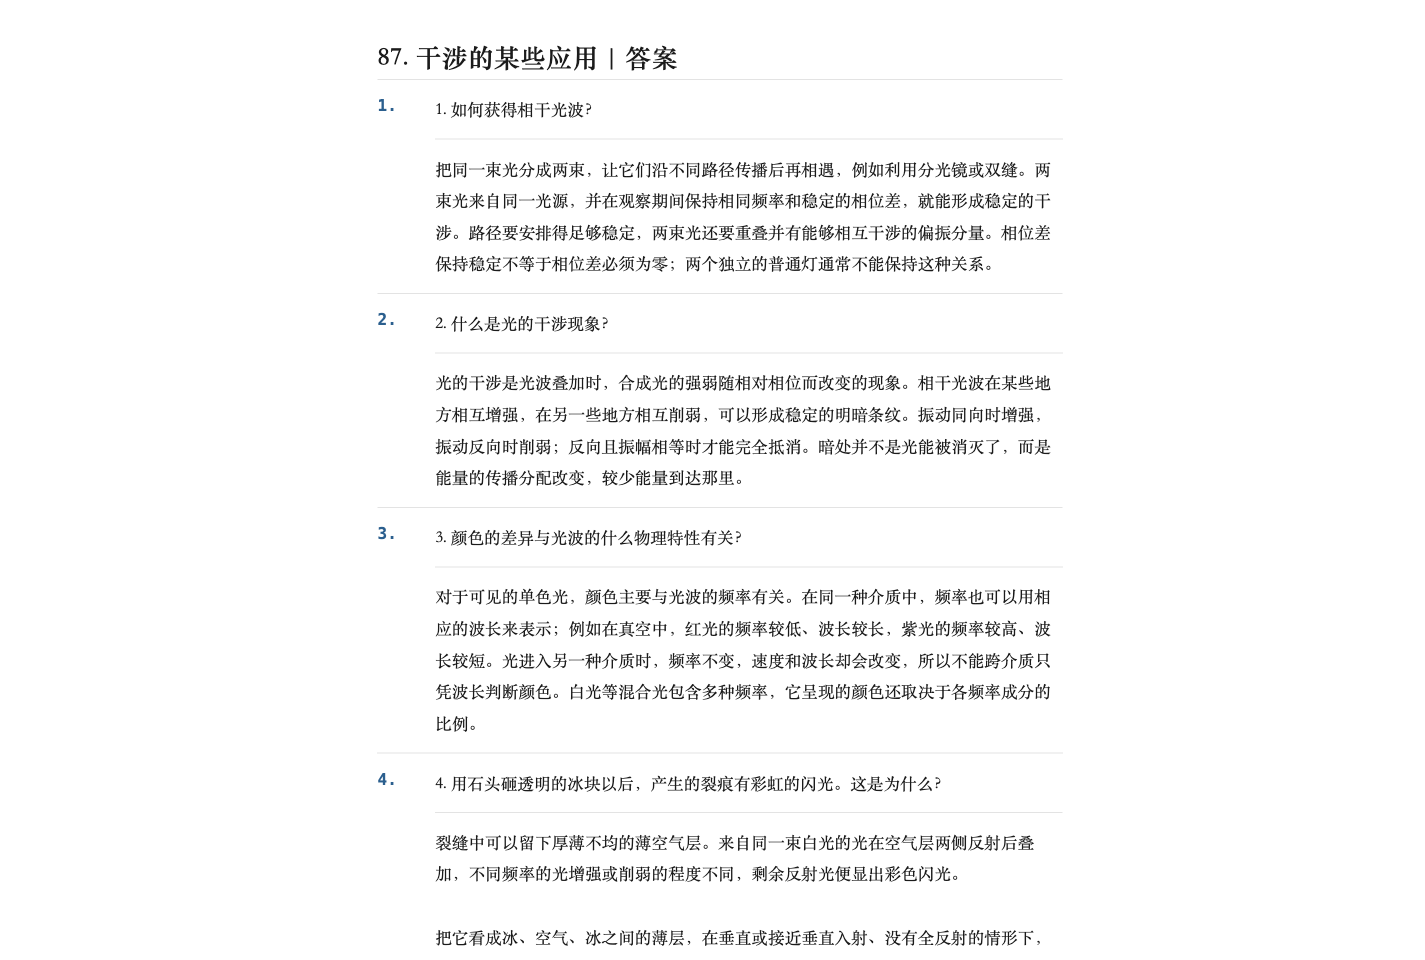 87. 干涉的某些应用 | 答案
1.
1. 如何获得相干光波?
把同一束光分成两束，让它们沿不同路径传播后再相遇，例如利用分光镜或双缝。两
束光来自同一光源，并在观察期间保持相同频率和稳定的相位差，就能形成稳定的干
涉。路径要安排得足够稳定，两束光还要重叠并有能够相互干涉的偏振分量。相位差
保持稳定不等于相位差必须为零；两个独立的普通灯通常不能保持这种关系。
2.
2. 什么是光的干涉现象?
光的干涉是光波叠加时，合成光的强弱随相对相位而改变的现象。相干光波在某些地
方相互增强，在另一些地方相互削弱，可以形成稳定的明暗条纹。振动同向时增强，
振动反向时削弱；反向且振幅相等时才能完全抵消。暗处并不是光能被消灭了，而是
能量的传播分配改变，较少能量到达那里。
3.
3. 颜色的差异与光波的什么物理特性有关?
对于可见的单色光，颜色主要与光波的频率有关。在同一种介质中，频率也可以用相
应的波长来表示；例如在真空中，红光的频率较低、波长较长，紫光的频率较高、波
长较短。光进入另一种介质时，频率不变，速度和波长却会改变，所以不能跨介质只
凭波长判断颜色。白光等混合光包含多种频率，它呈现的颜色还取决于各频率成分的
比例。
4.
4. 用石头砸透明的冰块以后，产生的裂痕有彩虹的闪光。这是为什么?
裂缝中可以留下厚薄不均的薄空气层。来自同一束白光的光在空气层两侧反射后叠
加，不同频率的光增强或削弱的程度不同，剩余反射光便显出彩色闪光。
把它看成冰、空气、冰之间的薄层，在垂直或接近垂直入射、没有全反射的情形下，